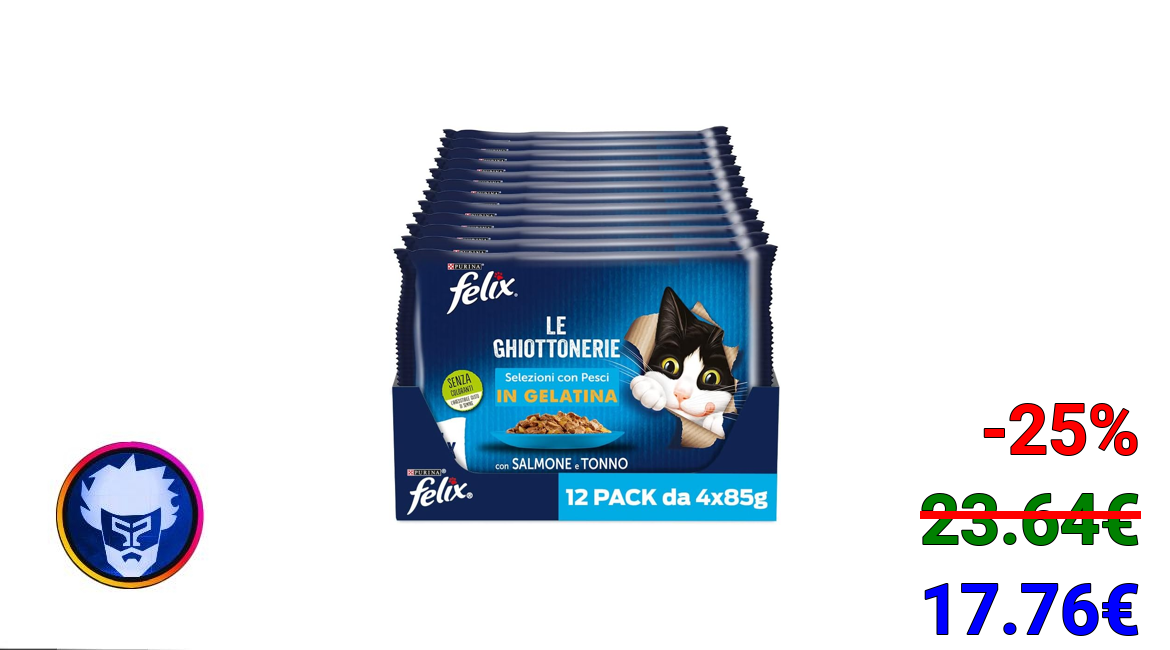 PURINA
felix
LE
GHIOTTONERIE
SENZA
COLORANTI
Selezioni con Pesci
IN GELATINA
con SALMONE e TONNO
PURINA
felix
12 PACK da 4x85g
-25%
23.64€
17.76€